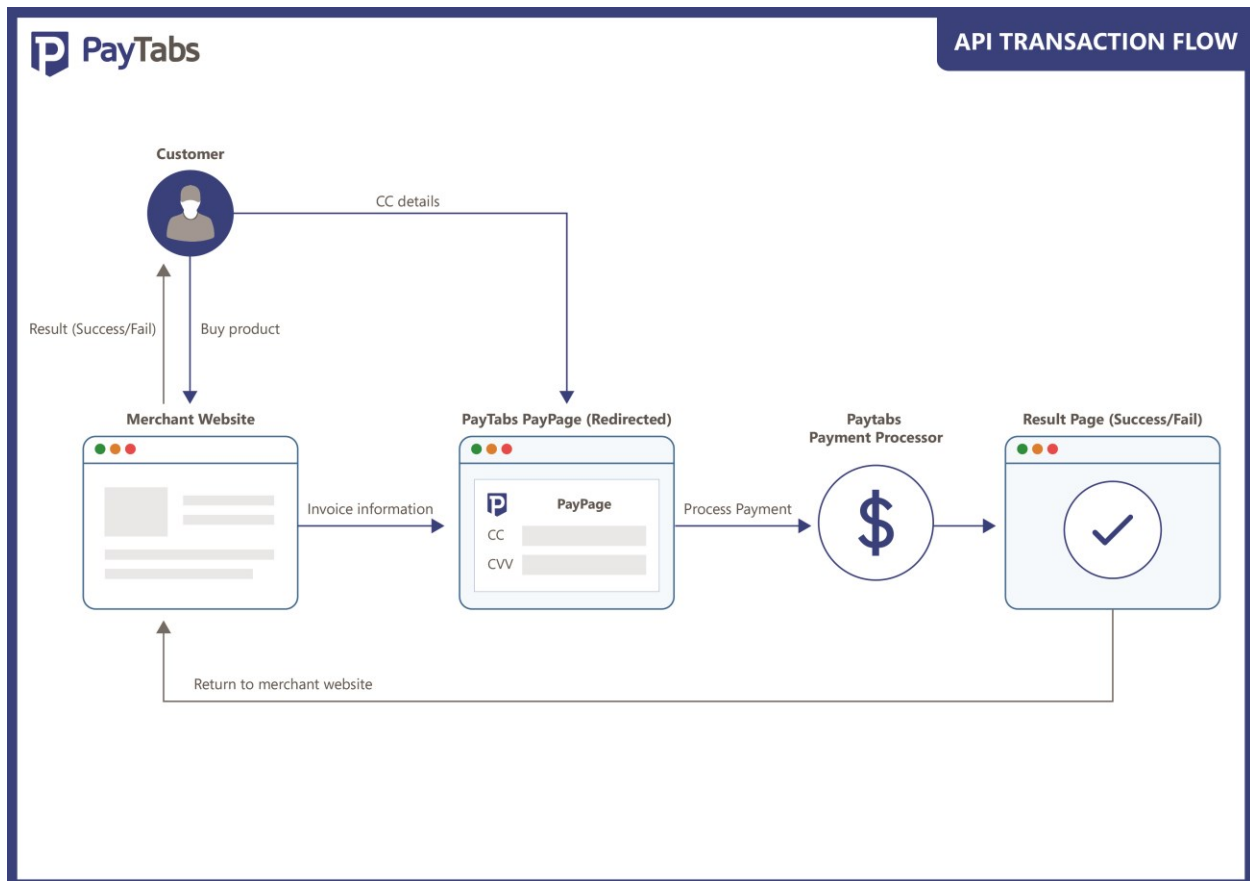 PayTabs
API TRANSACTION FLOW
Customer
CC details
Result (Success/Fail)
Buy product
Merchant Website
PayTabs PayPage (Redirected)
Paytabs
Payment Processor
Result Page (Success/Fail)
Invoice information
PayPage
CC
CVV
Process Payment
$
Return to merchant website